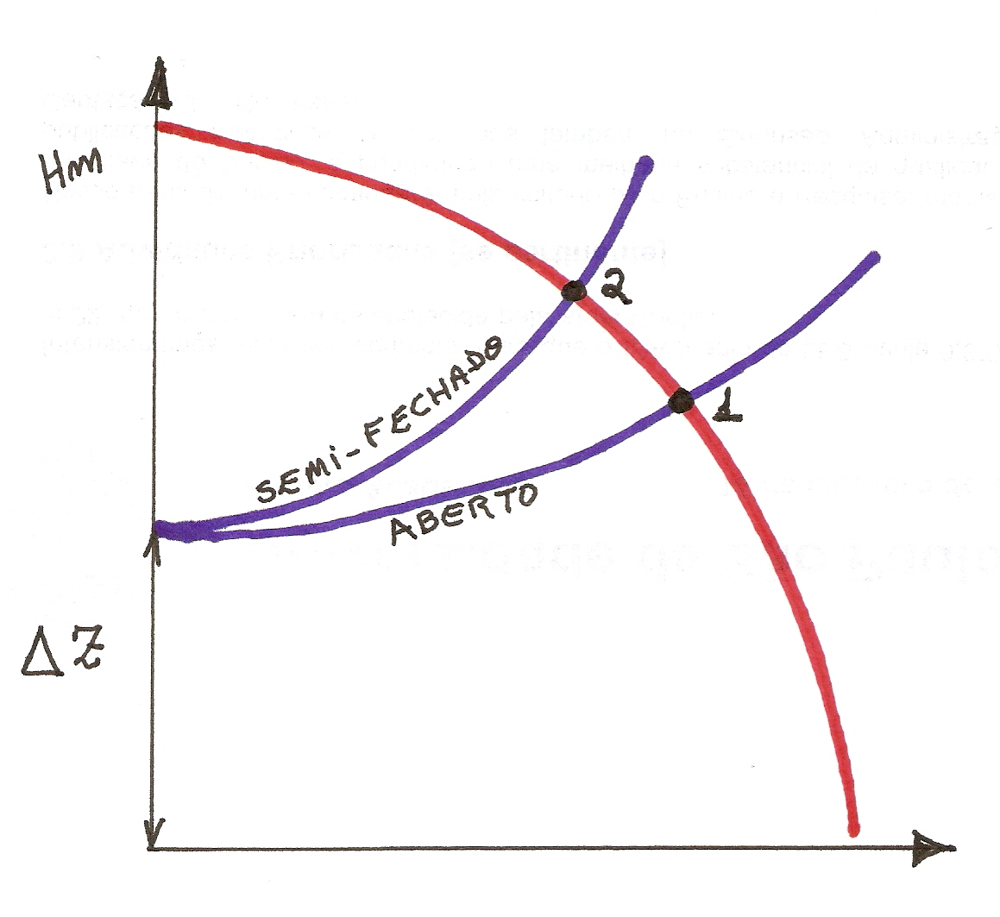 Hm
2
SEMi-FECHADO
1
ABERTO
ΔZ